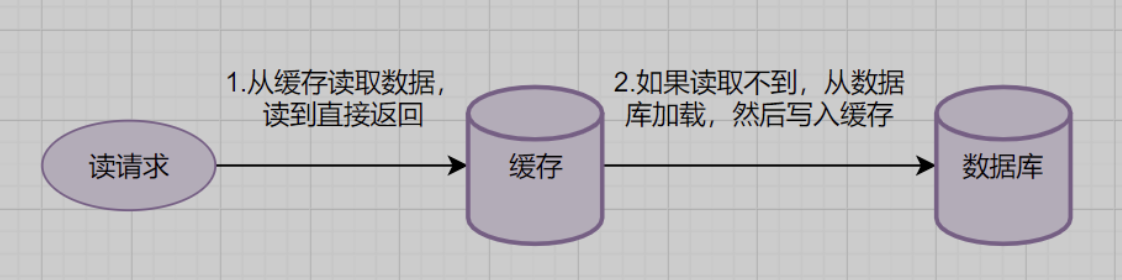 1.从缓存读取数据，
读到直接返回
2.如果读取不到，从数据
库加载，然后写入缓存
读请求
缓存
数据库